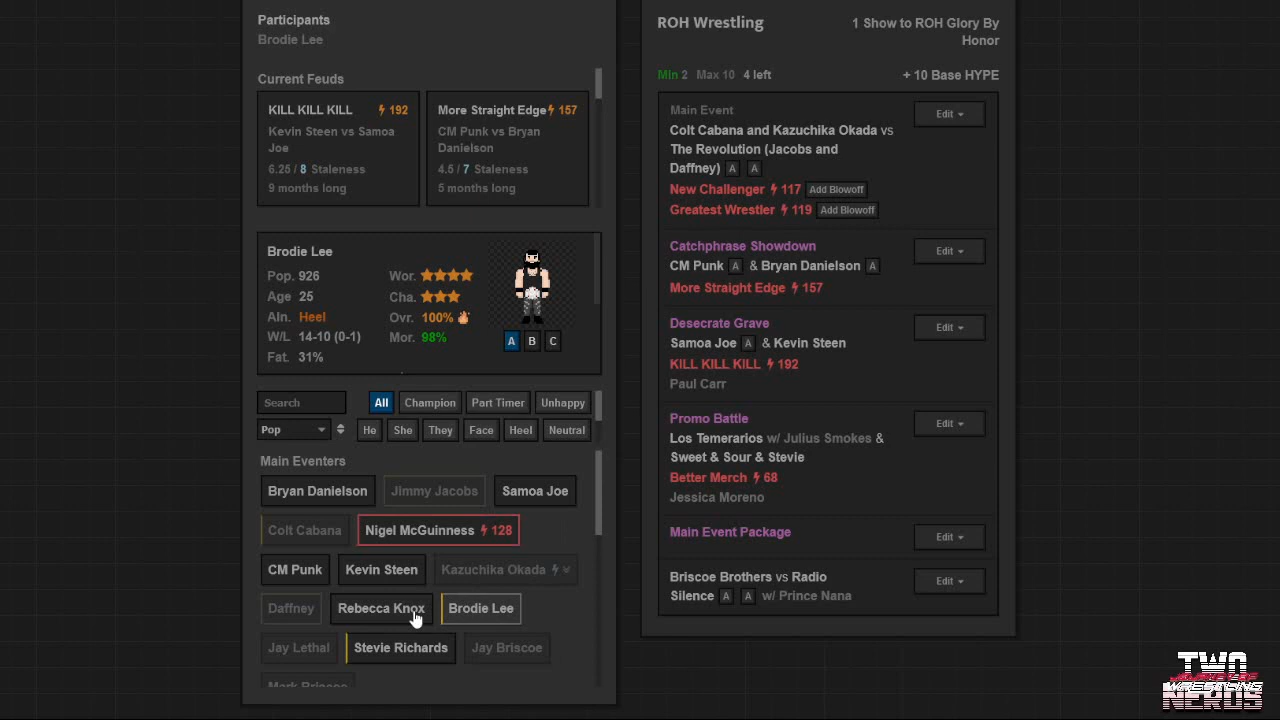 Participants
Brodie Lee
Current Feuds
KILL KILL KILL 192
Kevin Steen vs Samoa
Joe
6.25 / 8 Staleness
9 months long
More Straight Edge 157
CM Punk vs Bryan
Danielson
4.5 / 7 Staleness
5 months long
Brodie Lee
Pop. 926
Age 25
Aln. Heel
W/L 14-10 (0-1)
Fat. 31%
Wor.
Cha.
Ovr. 100%
Mor. 98%
A B C
Search All Champion Part Timer Unhappy
Pop He She They Face Heel Neutral
Main Eventers
Bryan Danielson Jimmy Jacobs Samoa Joe
Colt Cabana Nigel McGuinness 128
CM Punk Kevin Steen Kazuchika Okada
Daffney Rebecca Knox Brodie Lee
Jay Lethal Stevie Richards Jay Briscoe
Mark Briscoe
ROH Wrestling
1 Show to ROH Glory By
Honor
Min 2 Max 10 4 left
+ 10 Base HYPE
Main Event Edit
Colt Cabana and Kazuchika Okada vs
The Revolution (Jacobs and
Daffney) A A
New Challenger 117 Add Blowoff
Greatest Wrestler 119 Add Blowoff
Catchphrase Showdown Edit
CM Punk A & Bryan Danielson A
More Straight Edge 157
Desecrate Grave Edit
Samoa Joe A & Kevin Steen
KILL KILL KILL 192
Paul Carr
Promo Battle Edit
Los Temerarios w/ Julius Smokes &
Sweet & Sour & Stevie
Better Merch 68
Jessica Moreno
Main Event Package Edit
Briscoe Brothers vs Radio Edit
Silence A A w/ Prince Nana
TWO
WRESTLING
NERDS